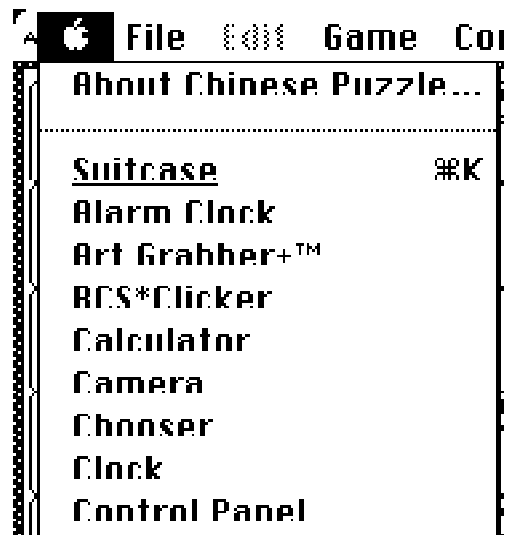 File Edit Game
About Chinese Puzzle...
Suitcase ⌘K
Alarm Clock
Art Grabber+™
BCS*Clicker
Calculator
Camera
Chooser
Clock
Control Panel